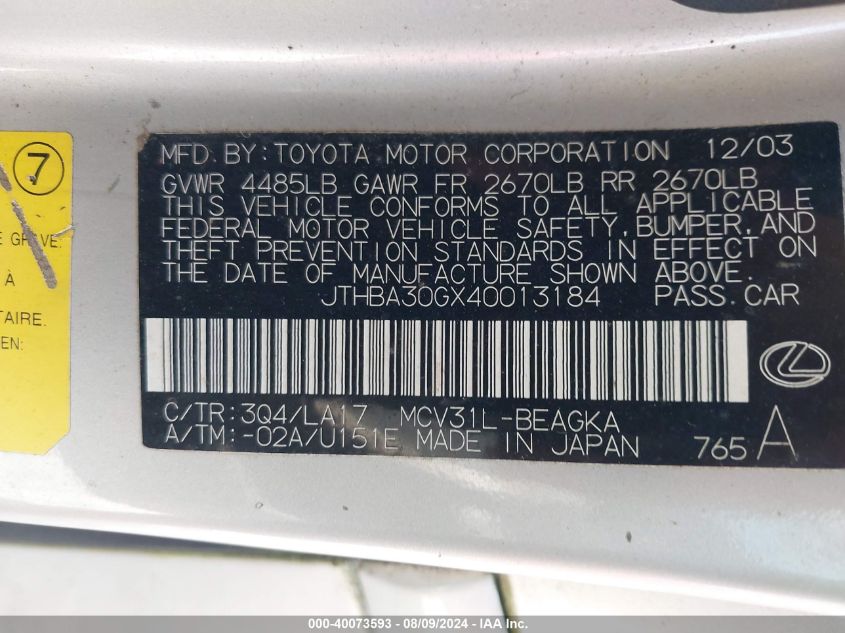 7
E GREVE.
À
TAIRE.
EN:
MFD. BY: TOYOTA MOTOR CORPORATION 12/03
GVWR 4485LB GAWR FR 2670LB RR 2670LB
THIS VEHICLE CONFORMS TO ALL APPLICABLE
FEDERAL MOTOR VEHICLE SAFETY, BUMPER, AND
THEFT PREVENTION STANDARDS IN EFFECT ON
THE DATE OF MANUFACTURE SHOWN ABOVE.
JTHBA30GX40013184 PASS. CAR
C/TR: 3Q4/LA17 MCV31L-BEAGKA
A/TM: -02A/U151E MADE IN JAPAN 765 A
000-40073593 - 08/09/2024 - IAA Inc.